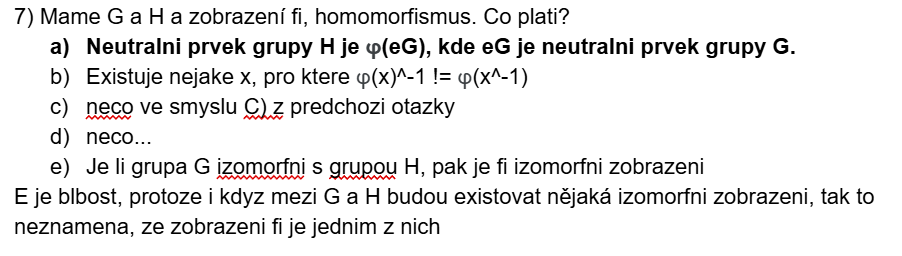 7) Mame G a H a zobrazení fi, homomorfismus. Co plati?
a) Neutralni prvek grupy H je φ(eG), kde eG je neutralni prvek grupy G.
b) Existuje nejake x, pro ktere φ(x)^-1 != φ(x^-1)
c) neco ve smyslu C) z predchozi otazky
d) neco...
e) Je li grupa G izomorfni s grupou H, pak je fi izomorfni zobrazeni
E je blbost, protoze i kdyz mezi G a H budou existovat nějaká izomorfni zobrazeni, tak to
neznamena, ze zobrazeni fi je jednim z nich